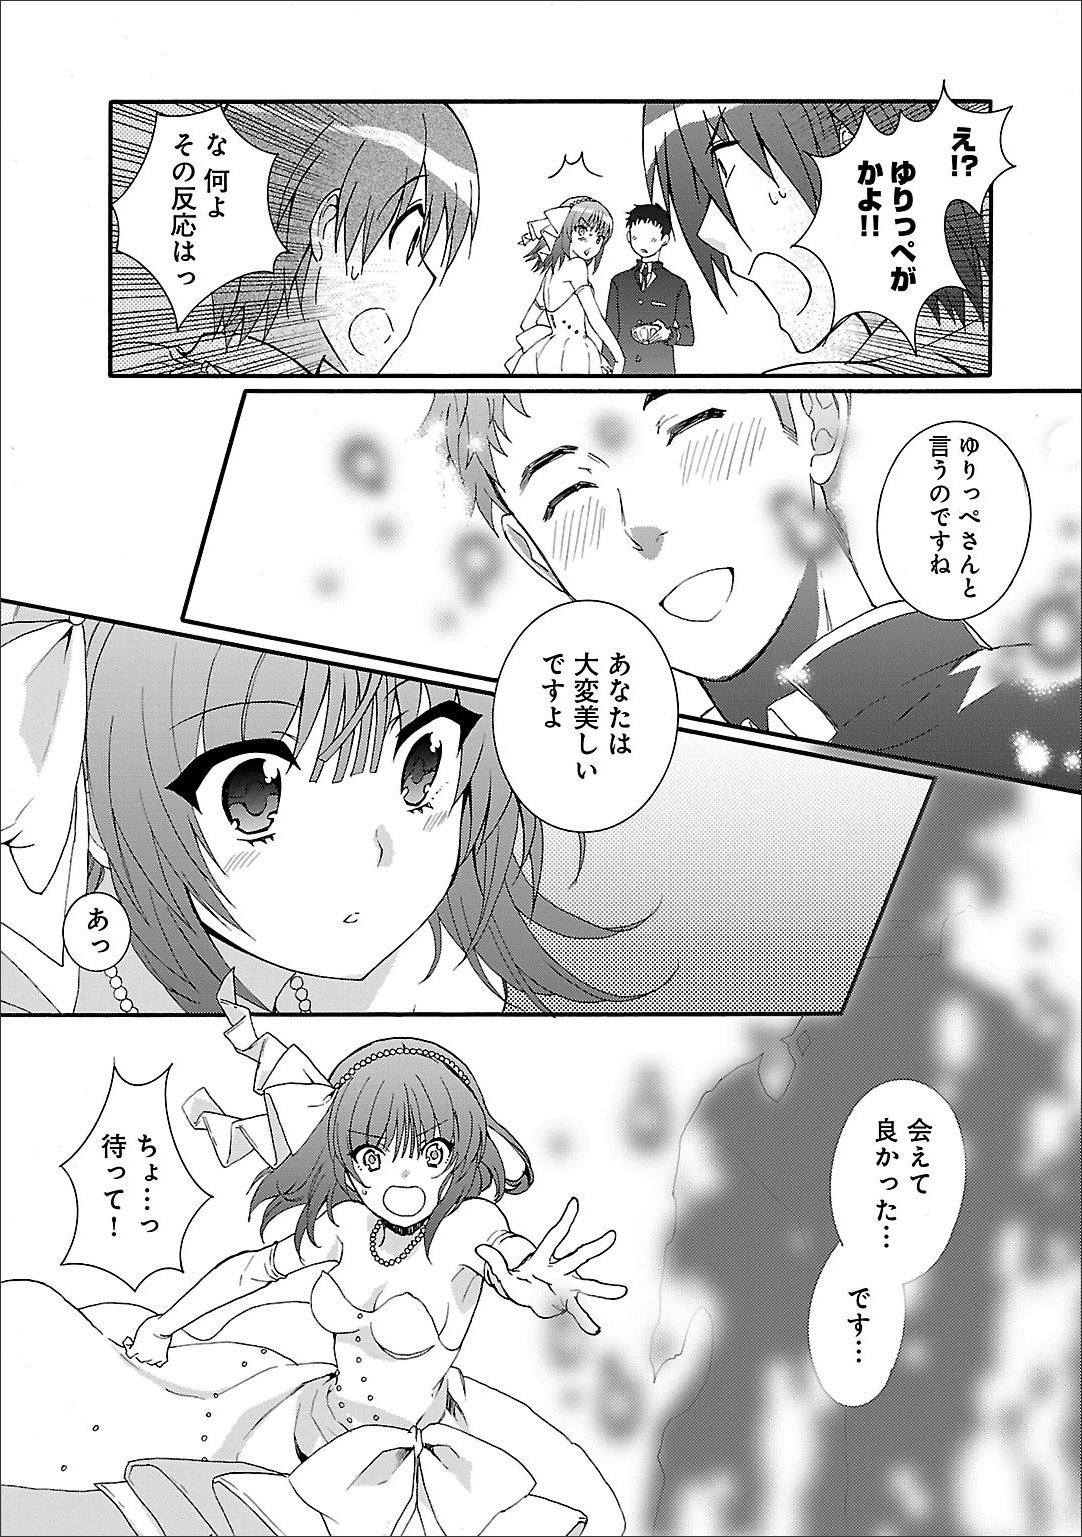 え!?
ゆりっぺが
かよ!!
な 何よ
その反応はっ
ゆりっぺさんと
言うのですね
あなたは
大変美しい
ですよ
あっ
会えて
良かった…
です…
ちょ…っ
待って！